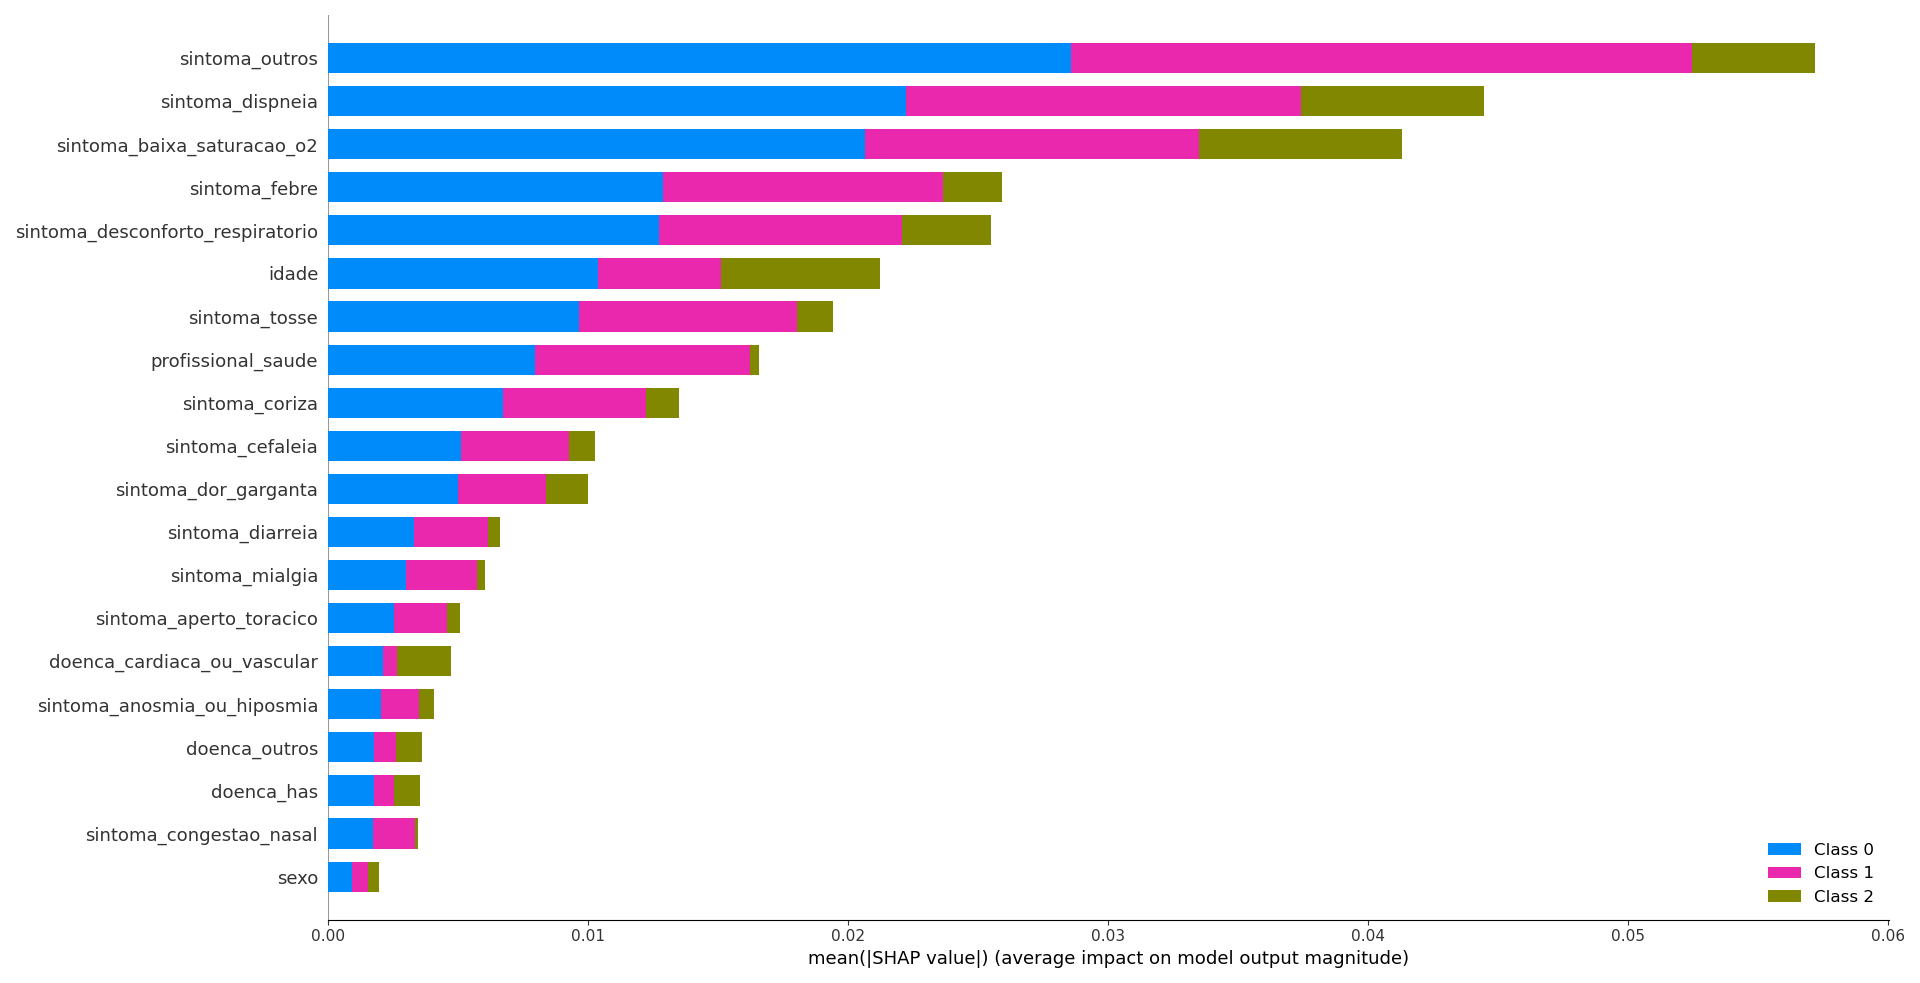 sintoma_outros
sintoma_dispneia
sintoma_baixa_saturacao_o2
sintoma_febre
sintoma_desconforto_respiratorio
idade
sintoma_tosse
profissional_saude
sintoma_coriza
sintoma_cefaleia
sintoma_dor_garganta
sintoma_diarreia
sintoma_mialgia
sintoma_aperto_toracico
doenca_cardiaca_ou_vascular
sintoma_anosmia_ou_hiposmia
doenca_outros
doenca_has
sintoma_congestao_nasal
sexo
Class 0
Class 1
Class 2
0.00 0.01 0.02 0.03 0.04 0.05 0.06
mean(|SHAP value|) (average impact on model output magnitude)